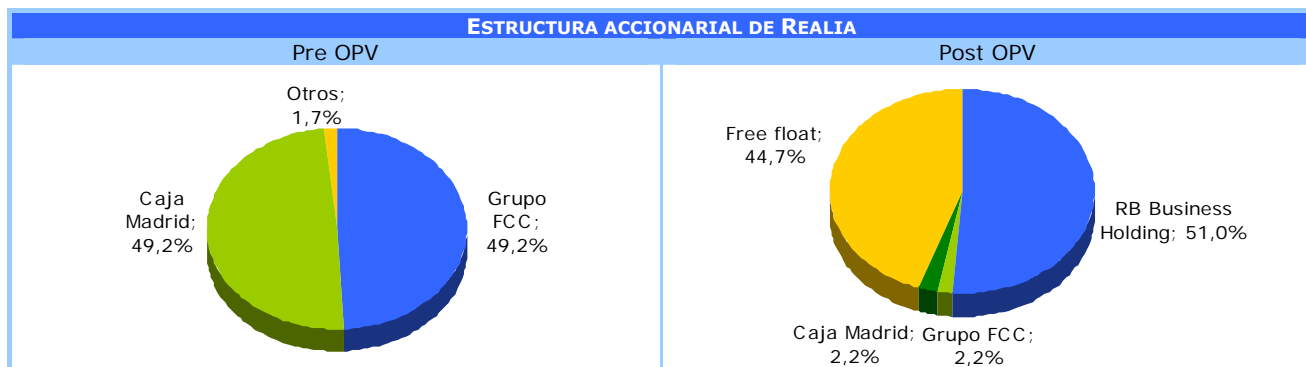 ESTRUCTURA ACCIONARIAL DE REALIA
Pre OPV
Otros;
1,7%
Caja
Madrid;
49,2%
Grupo
FCC;
49,2%
Post OPV
Free float;
44,7%
RB Business
Holding; 51,0%
Caja Madrid;
2,2%
Grupo FCC;
2,2%